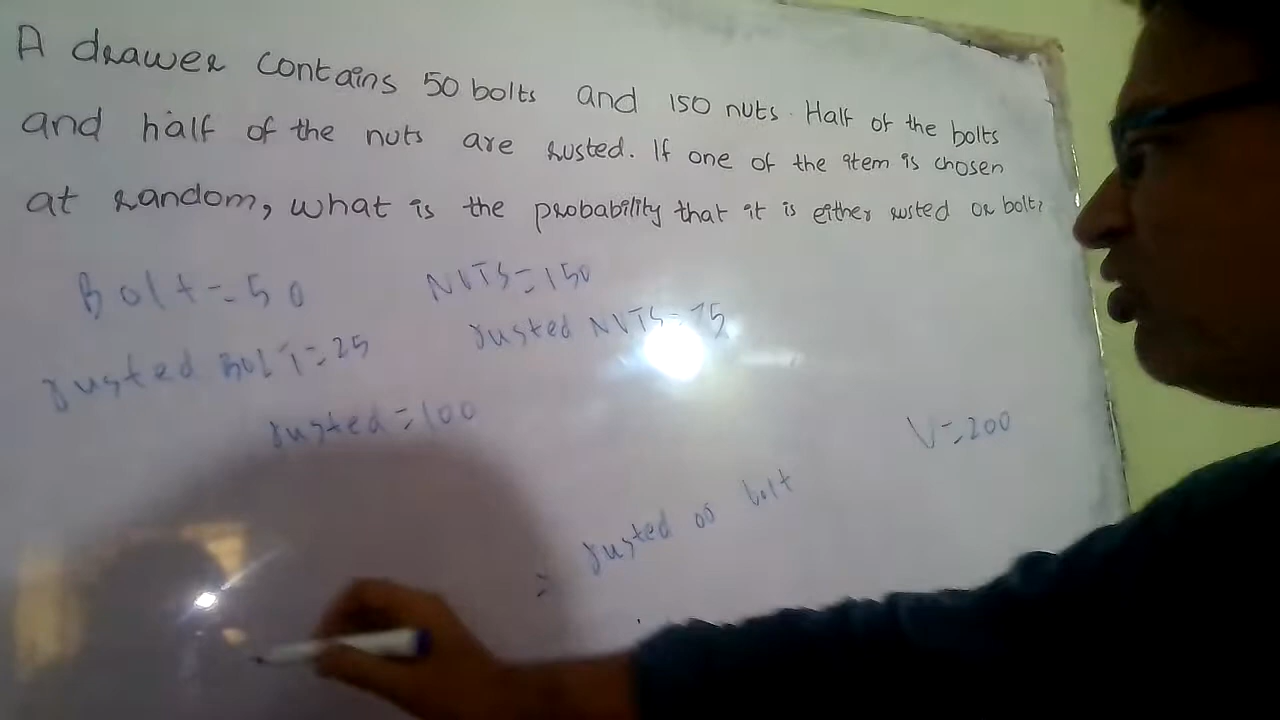 A drawer contains 50 bolts and 150 nuts. Half of the bolts
and half of the nuts are rusted. If one of the item is chosen
at random, what is the probability that it is either rusted or bolt?
Bolt = 50 NUTS = 150
rusted BOLT = 25 rusted NUTS = 75
rusted = 100 U = 200
= rusted or bolt